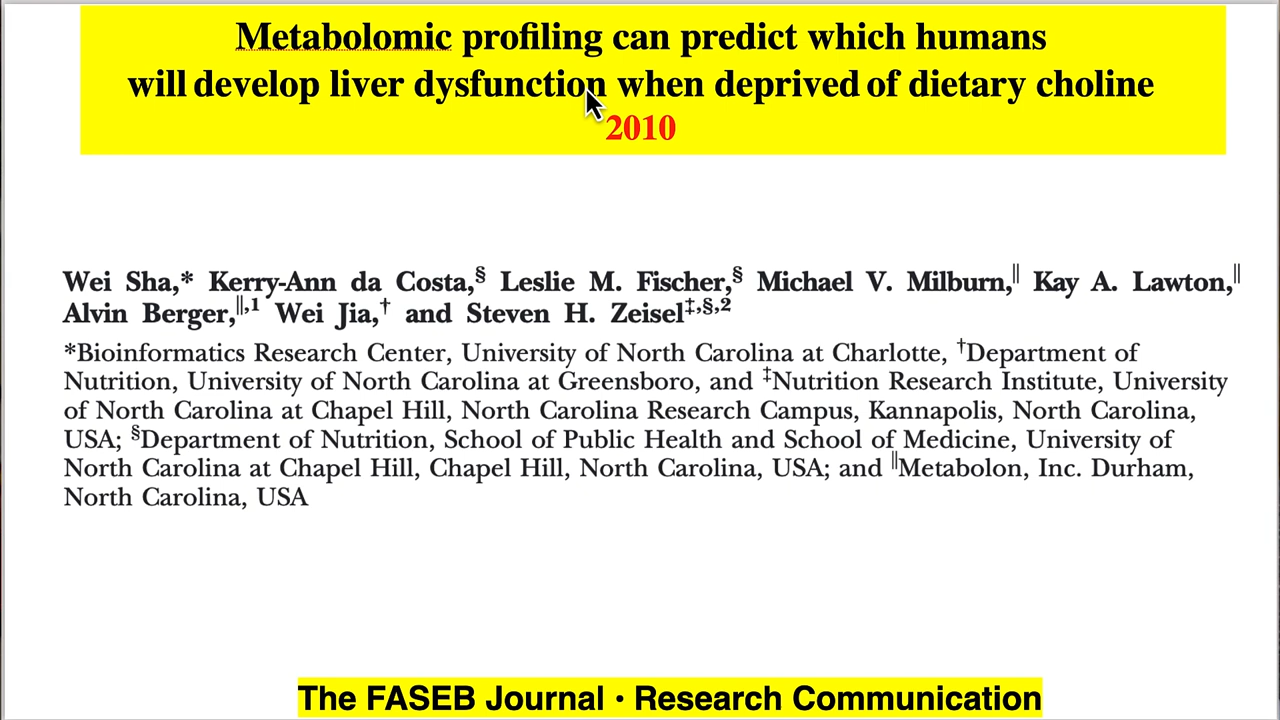 Metabolomic profiling can predict which humans
will develop liver dysfunction when deprived of dietary choline
2010
Wei Sha,* Kerry-Ann da Costa,§ Leslie M. Fischer,§ Michael V. Milburn,‖ Kay A. Lawton,‖
Alvin Berger,‖,1 Wei Jia,† and Steven H. Zeisel‡,§,2
*Bioinformatics Research Center, University of North Carolina at Charlotte, †Department of
Nutrition, University of North Carolina at Greensboro, and ‡Nutrition Research Institute, University
of North Carolina at Chapel Hill, North Carolina Research Campus, Kannapolis, North Carolina,
USA; §Department of Nutrition, School of Public Health and School of Medicine, University of
North Carolina at Chapel Hill, Chapel Hill, North Carolina, USA; and ‖Metabolon, Inc. Durham,
North Carolina, USA
The FASEB Journal • Research Communication